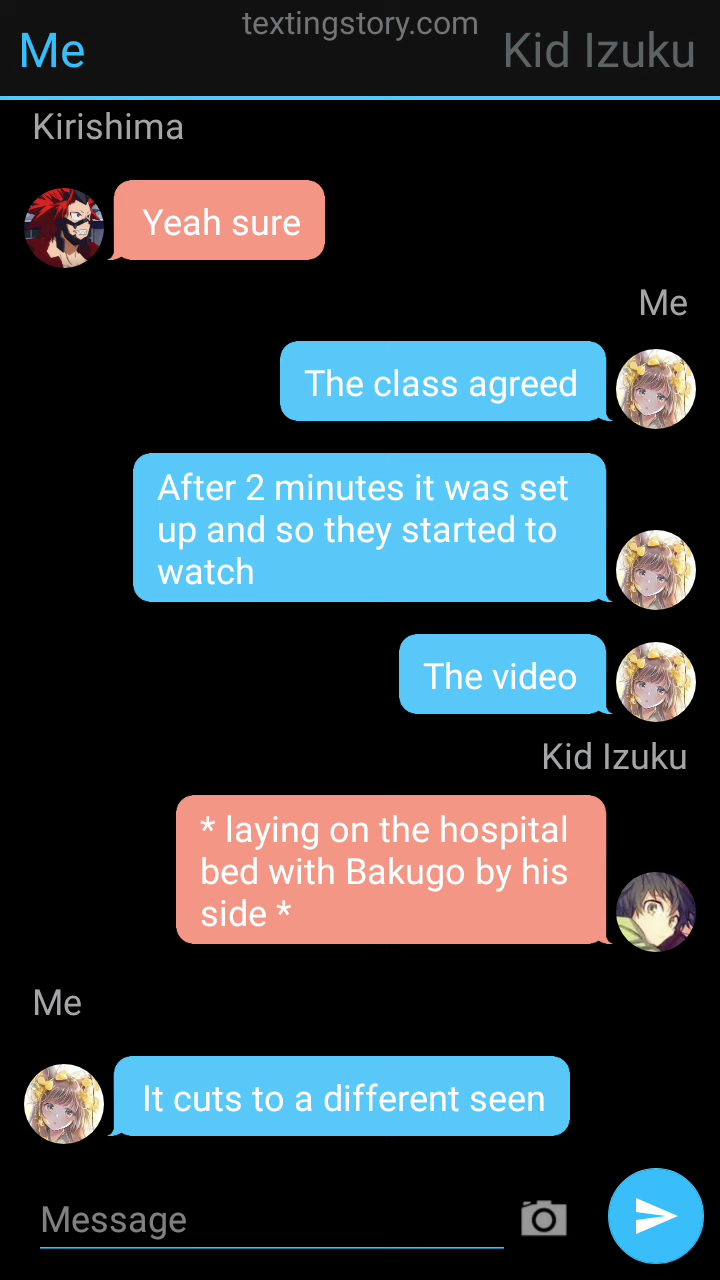 textingstory.com
Me
Kid Izuku
Kirishima
Yeah sure
Me
The class agreed
After 2 minutes it was set
up and so they started to
watch
The video
Kid Izuku
* laying on the hospital
bed with Bakugo by his
side *
Me
It cuts to a different seen
Message